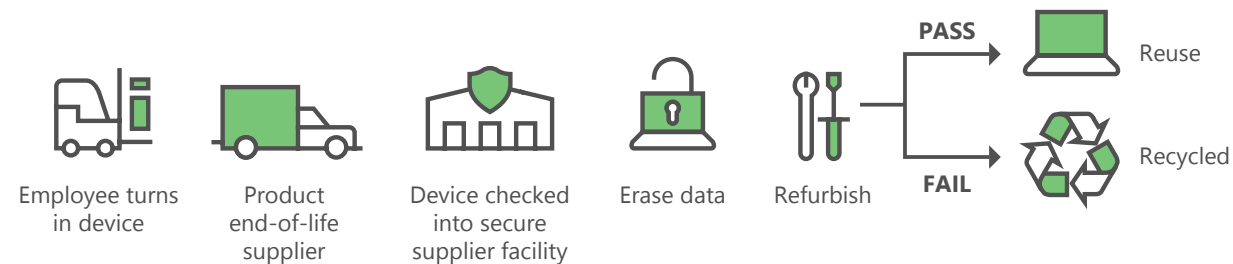 PASS
Reuse
Recycled
FAIL
Employee turns
in device
Product
end-of-life
supplier
Device checked
into secure
supplier facility
Erase data
Refurbish